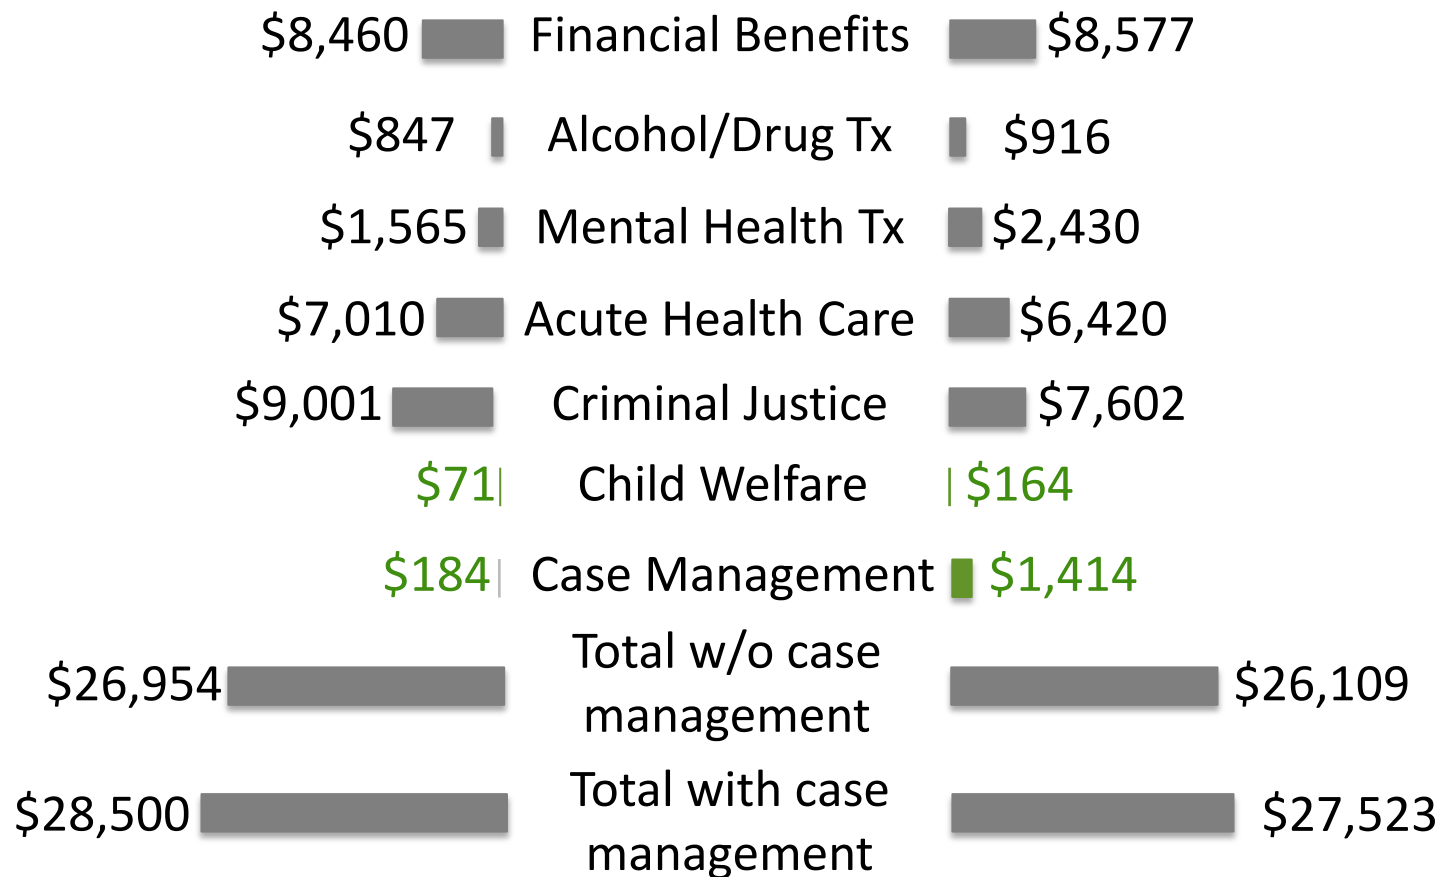 $8,460 Financial Benefits $8,577
$847 Alcohol/Drug Tx $916
$1,565 Mental Health Tx $2,430
$7,010 Acute Health Care $6,420
$9,001 Criminal Justice $7,602
$71 Child Welfare $164
$184 Case Management $1,414
Total w/o case
$26,954 $26,109
management
Total with case
$28,500 $27,523
management